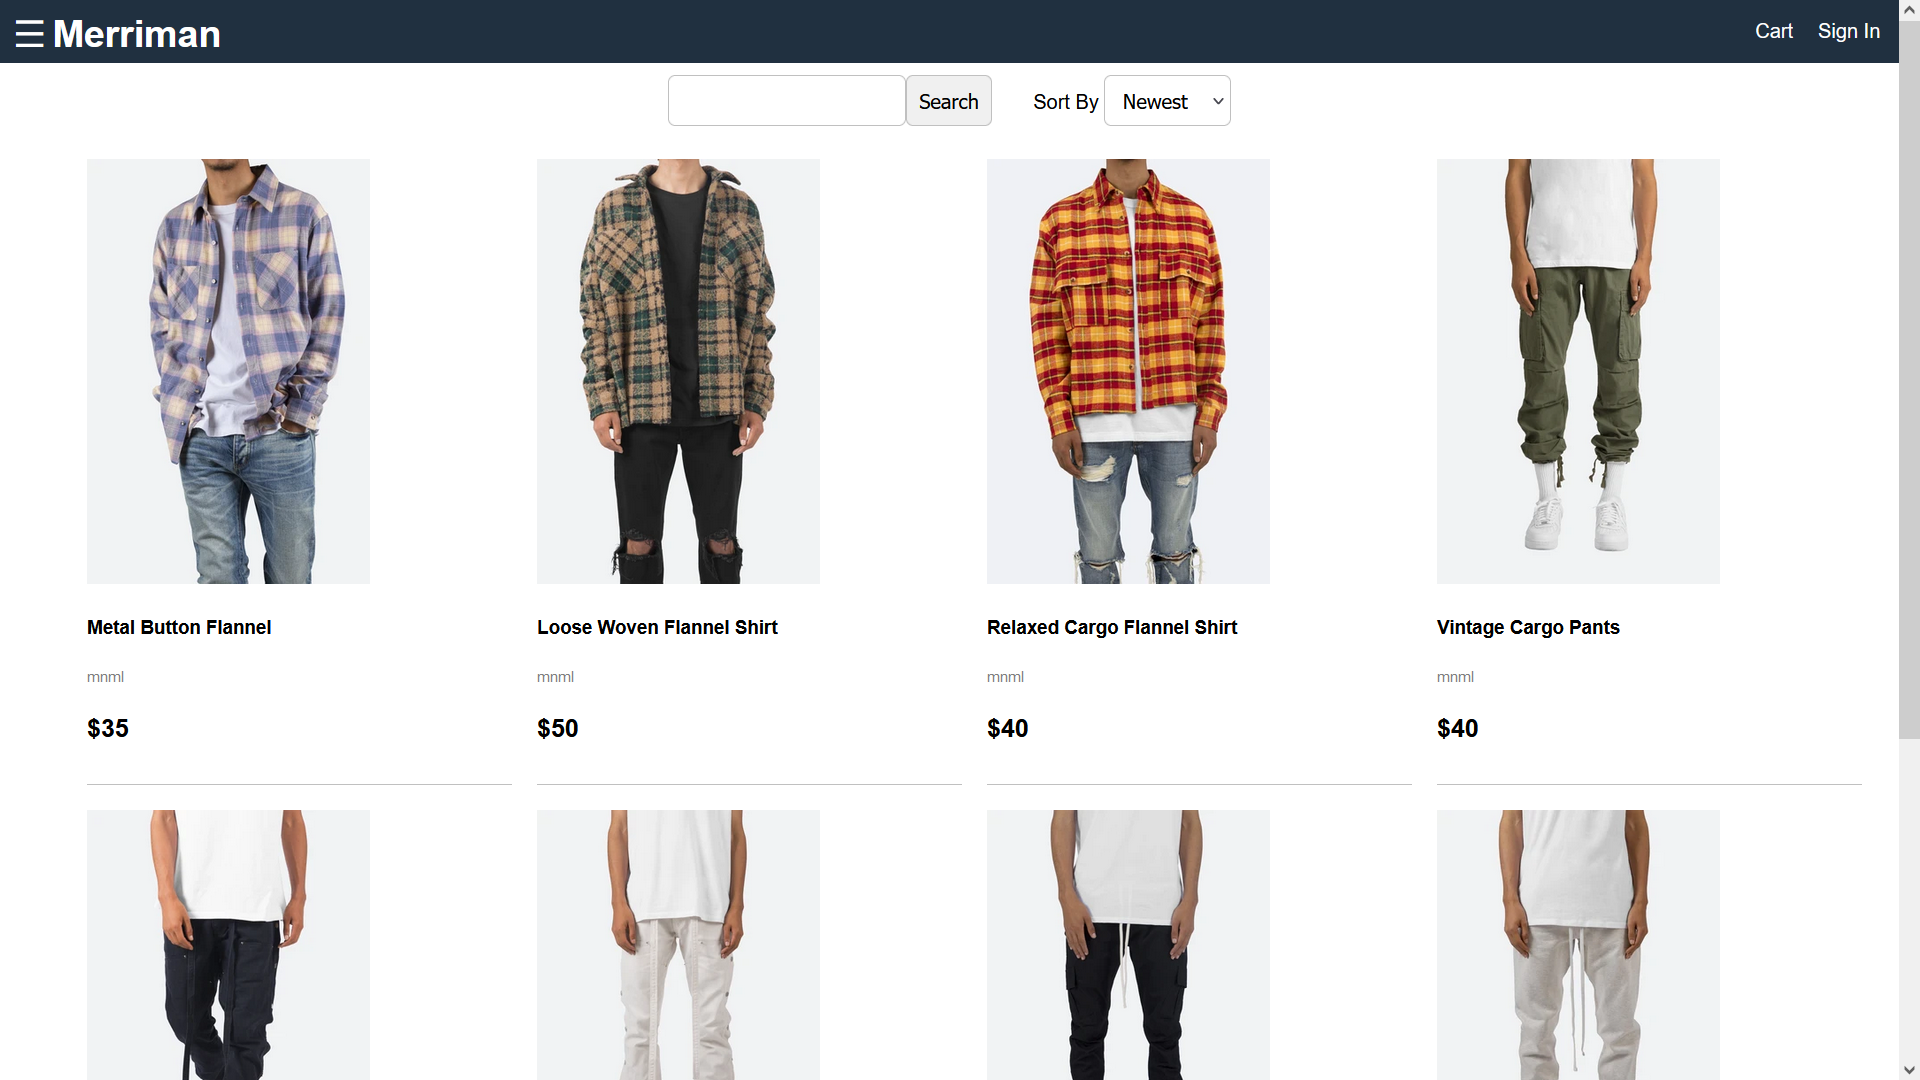 ☰ Merriman
Cart Sign In
Search
Sort By Newest
Metal Button Flannel
mnml
$35
Loose Woven Flannel Shirt
mnml
$50
Relaxed Cargo Flannel Shirt
mnml
$40
Vintage Cargo Pants
mnml
$40